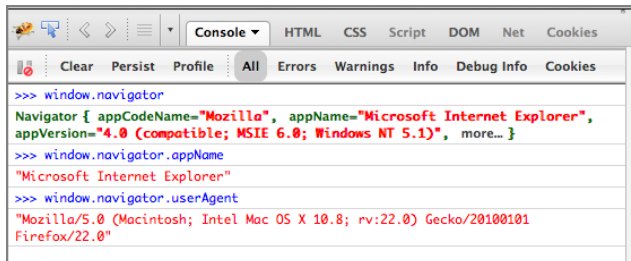 Console ▾ HTML CSS Script DOM Net Cookies
Clear Persist Profile All Errors Warnings Info Debug Info Cookies
>>> window.navigator
Navigator { appCodeName="Mozilla", appName="Microsoft Internet Explorer",
appVersion="4.0 (compatible; MSIE 6.0; Windows NT 5.1)", more… }
>>> window.navigator.appName
"Microsoft Internet Explorer"
>>> window.navigator.userAgent
"Mozilla/5.0 (Macintosh; Intel Mac OS X 10.8; rv:22.0) Gecko/20100101
Firefox/22.0"